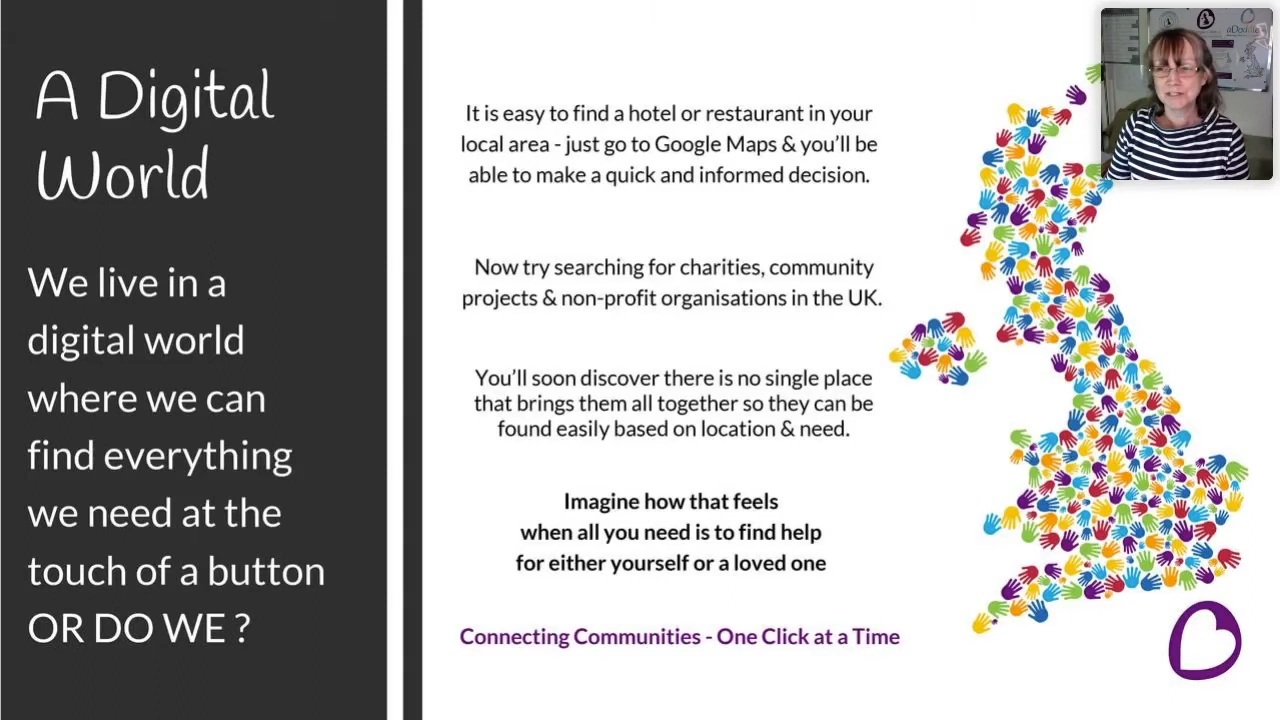 A Digital
World
We live in a
digital world
where we can
find everything
we need at the
touch of a button
OR DO WE ?
It is easy to find a hotel or restaurant in your
local area - just go to Google Maps & you'll be
able to make a quick and informed decision.
Now try searching for charities, community
projects & non-profit organisations in the UK.
You'll soon discover there is no single place
that brings them all together so they can be
found easily based on location & need.
Imagine how that feels
when all you need is to find help
for either yourself or a loved one
Connecting Communities - One Click at a Time